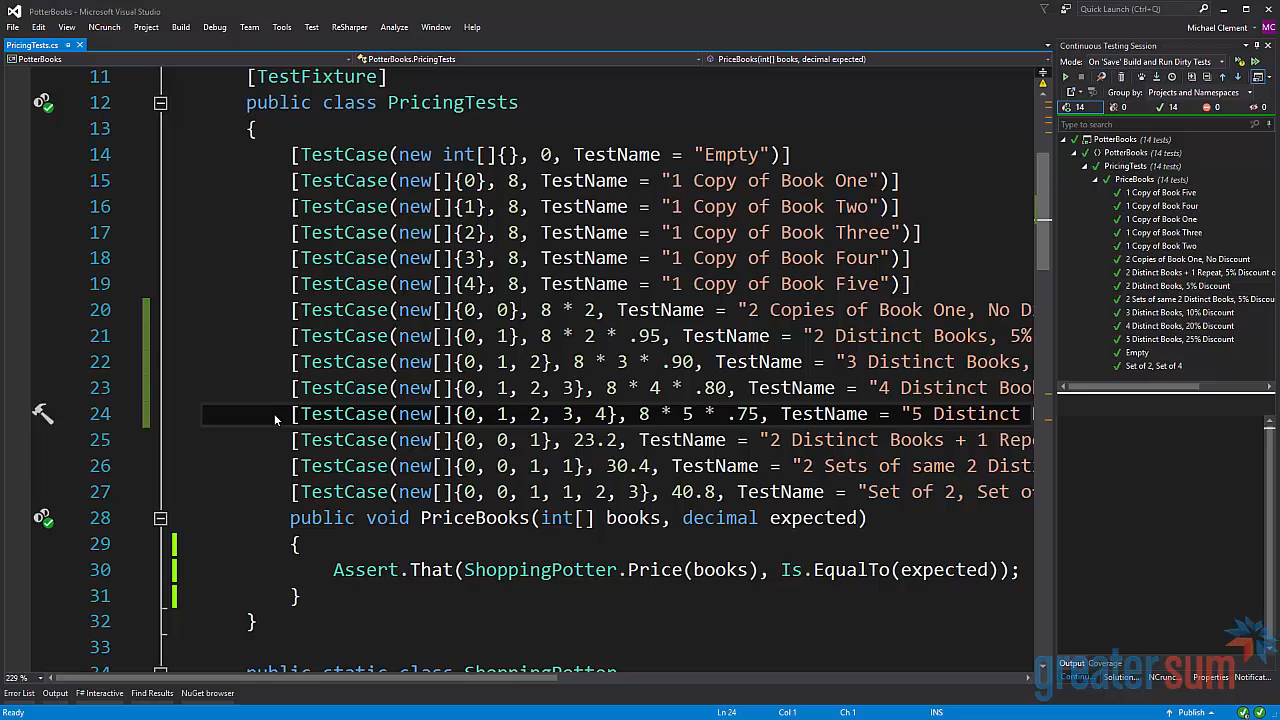 PotterBooks - Microsoft Visual Studio
Quick Launch (Ctrl+Q)
File Edit View NCrunch Project Build Debug Team Tools Test ReSharper Analyze Window Help
Michael Clement MC
PricingTests.cs
PotterBooks PotterBooks.PricingTests PriceBooks(int[] books, decimal expected)
11 [TestFixture]
12 public class PricingTests
13 {
14 [TestCase(new int[]{}, 0, TestName = "Empty")]
15 [TestCase(new[]{0}, 8, TestName = "1 Copy of Book One")]
16 [TestCase(new[]{1}, 8, TestName = "1 Copy of Book Two")]
17 [TestCase(new[]{2}, 8, TestName = "1 Copy of Book Three")]
18 [TestCase(new[]{3}, 8, TestName = "1 Copy of Book Four")]
19 [TestCase(new[]{4}, 8, TestName = "1 Copy of Book Five")]
20 [TestCase(new[]{0, 0}, 8 * 2, TestName = "2 Copies of Book One, No D
21 [TestCase(new[]{0, 1}, 8 * 2 * .95, TestName = "2 Distinct Books, 5%
22 [TestCase(new[]{0, 1, 2}, 8 * 3 * .90, TestName = "3 Distinct Books,
23 [TestCase(new[]{0, 1, 2, 3}, 8 * 4 * .80, TestName = "4 Distinct Boo
24 [TestCase(new[]{0, 1, 2, 3, 4}, 8 * 5 * .75, TestName = "5 Distinct
25 [TestCase(new[]{0, 0, 1}, 23.2, TestName = "2 Distinct Books + 1 Rep
26 [TestCase(new[]{0, 0, 1, 1}, 30.4, TestName = "2 Sets of same 2 Dist
27 [TestCase(new[]{0, 0, 1, 1, 2, 3}, 40.8, TestName = "Set of 2, Set o
28 public void PriceBooks(int[] books, decimal expected)
29 {
30 Assert.That(ShoppingPotter.Price(books), Is.EqualTo(expected));
31 }
32 }
33
34 public static class ShoppingPotter
229 %
Continuous Testing Session
Mode: On 'Save' Build and Run Dirty Tests
Group by: Projects and Namespaces
14 0 14 0 0
Type to search
PotterBooks (14 tests)
PotterBooks (14 tests)
PricingTests (14 tests)
PriceBooks (14 tests)
1 Copy of Book Five
1 Copy of Book Four
1 Copy of Book One
1 Copy of Book Three
1 Copy of Book Two
2 Copies of Book One, No Discount
2 Distinct Books + 1 Repeat, 5% Discount o
2 Distinct Books, 5% Discount
2 Sets of same 2 Distinct Books, 5% Discou
3 Distinct Books, 10% Discount
4 Distinct Books, 20% Discount
5 Distinct Books, 25% Discount
Empty
Set of 2, Set of 4
Output Coverage
Continu... Solution... NCrunc... Properties Notificat...
greatersum
Error List Output F# Interactive Find Results NuGet browser
Ready Ln 24 Col 1 Ch 1 INS Publish